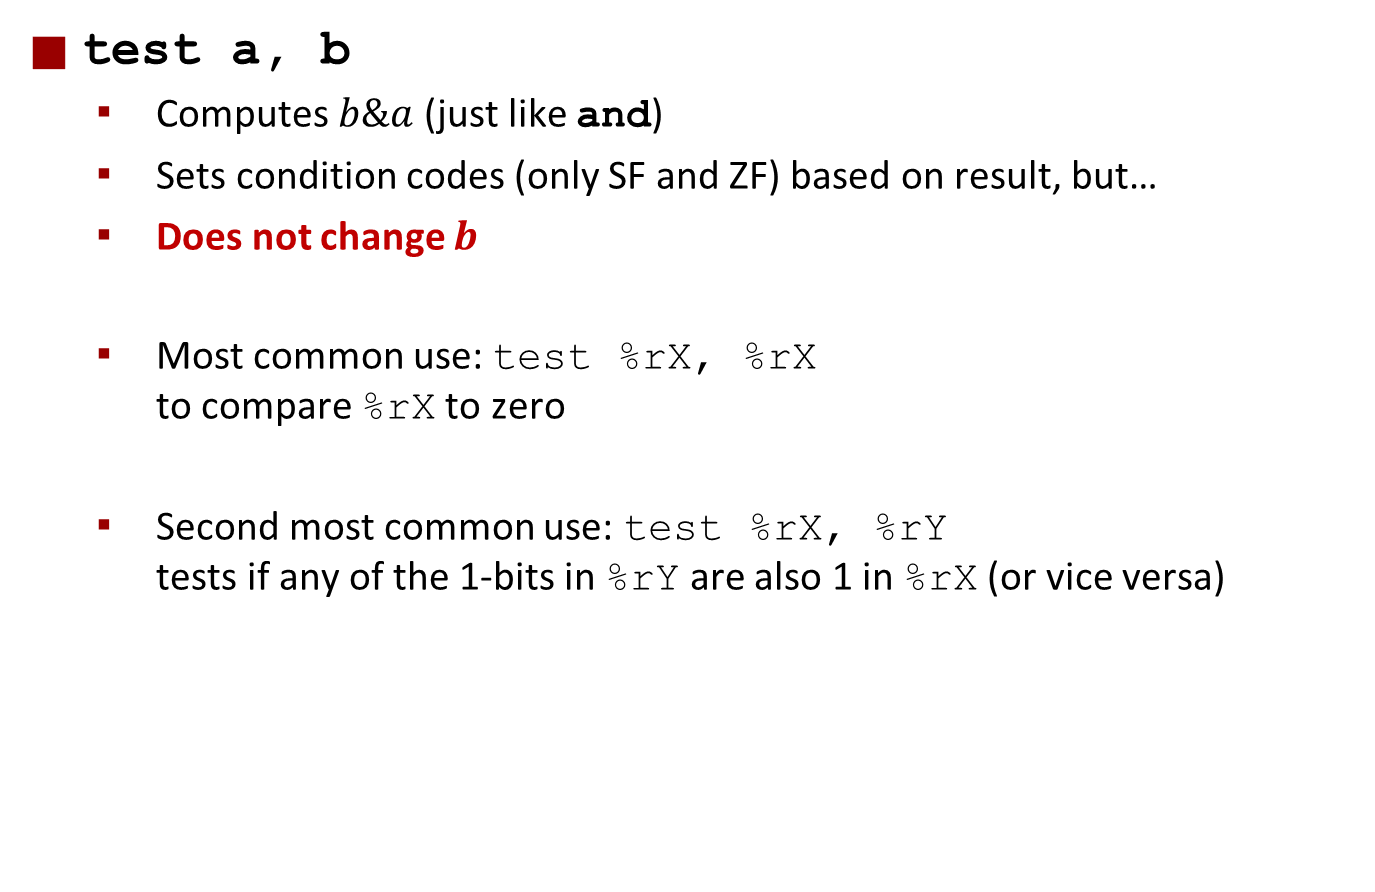 test a, b
Computes b&a (just like and)
Sets condition codes (only SF and ZF) based on result, but…
Does not change b
Most common use: test %rX, %rX
to compare %rX to zero
Second most common use: test %rX, %rY
tests if any of the 1-bits in %rY are also 1 in %rX (or vice versa)